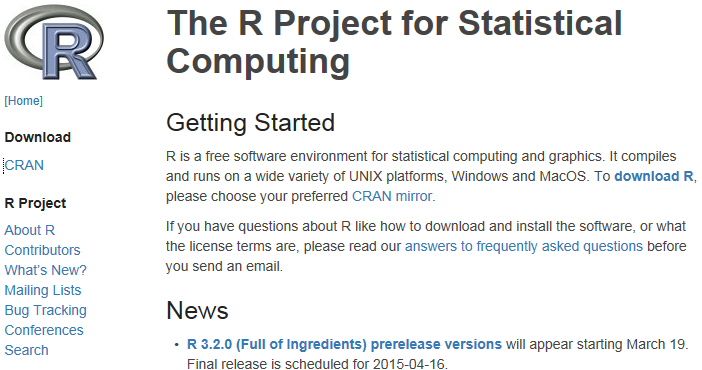 R
[Home]
Download
CRAN
R Project
About R
Contributors
What's New?
Mailing Lists
Bug Tracking
Conferences
Search
The R Project for Statistical
Computing
Getting Started
R is a free software environment for statistical computing and graphics. It compiles
and runs on a wide variety of UNIX platforms, Windows and MacOS. To download R,
please choose your preferred CRAN mirror.
If you have questions about R like how to download and install the software, or what
the license terms are, please read our answers to frequently asked questions before
you send an email.
News
• R 3.2.0 (Full of Ingredients) prerelease versions will appear starting March 19.
Final release is scheduled for 2015-04-16.